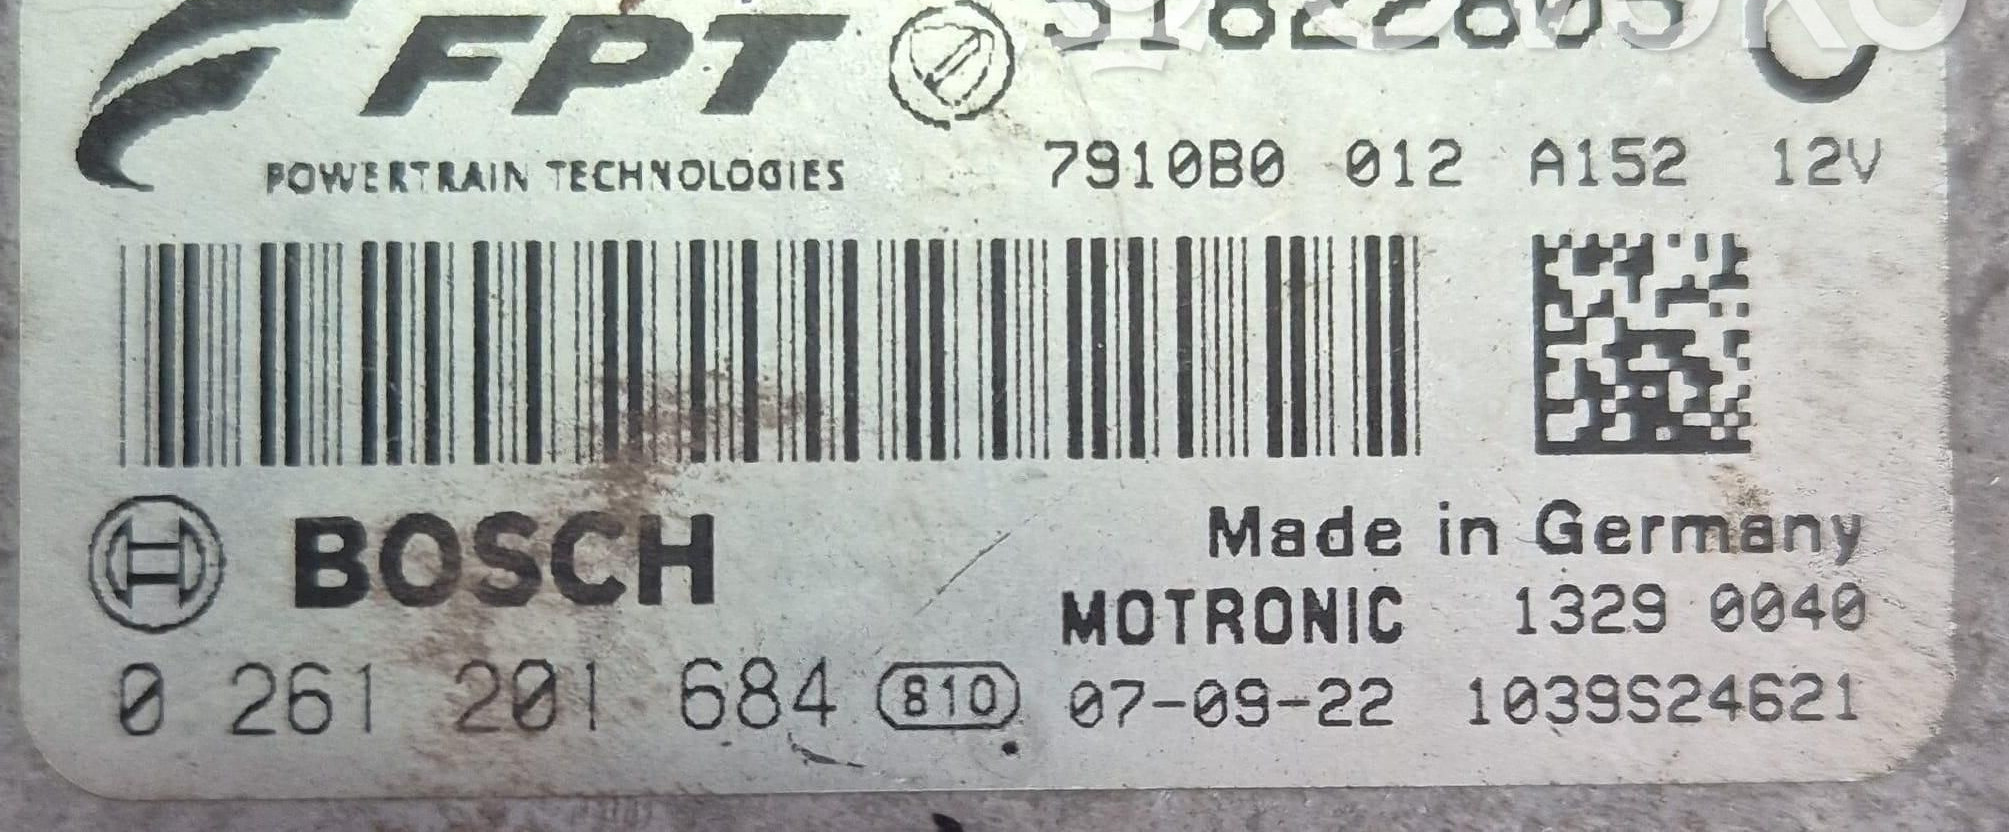 FPT
POWERTRAIN TECHNOLOGIES
7910B0 012 A152 12V
BOSCH
Made in Germany
MOTRONIC 1329 0040
0 261 201 684 810 07-09-22 1039S24621